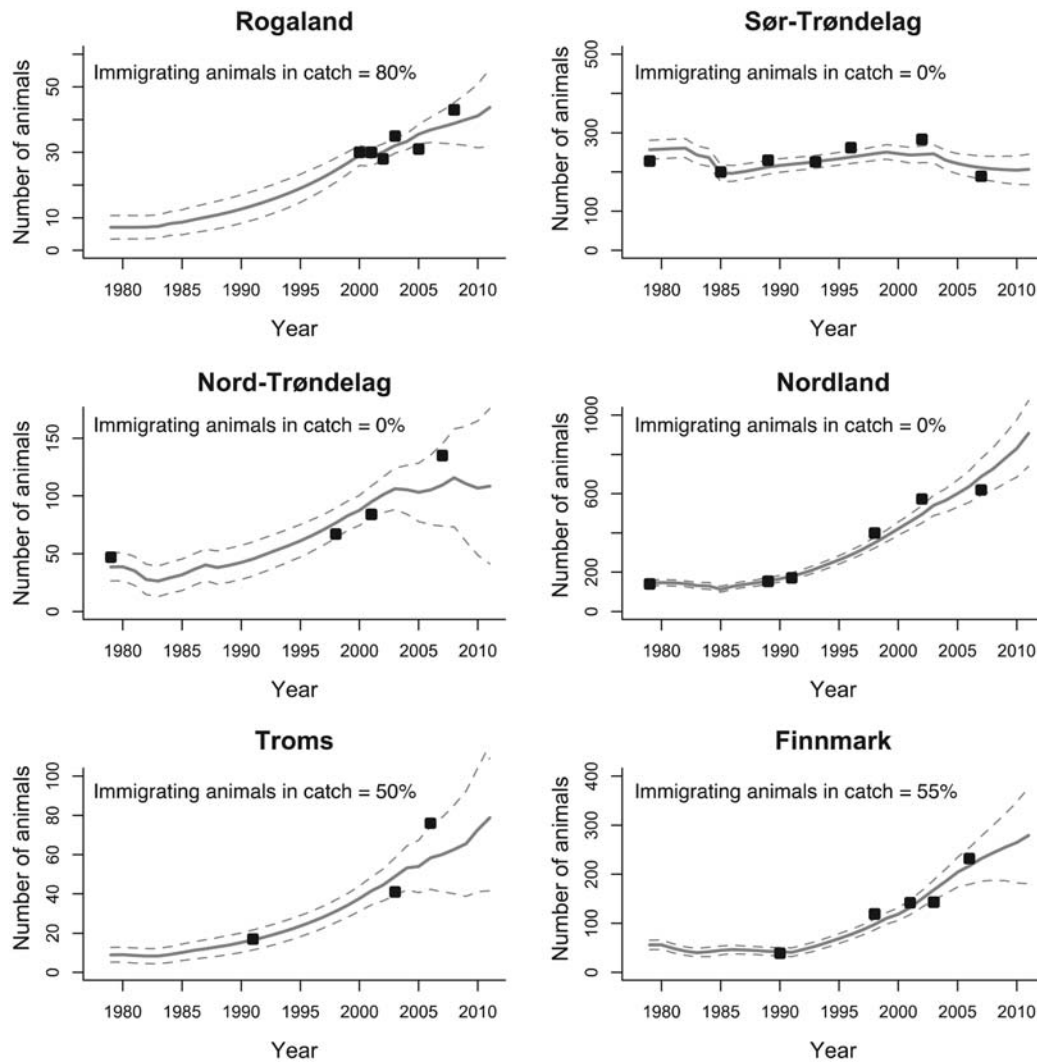 Rogaland
Immigrating animals in catch = 80%
Number of animals
0 10 30 50
1980 1985 1990 1995 2000 2005 2010
Year
Sør-Trøndelag
Immigrating animals in catch = 0%
Number of animals
0 100 300 500
1980 1985 1990 1995 2000 2005 2010
Year
Nord-Trøndelag
Immigrating animals in catch = 0%
Number of animals
0 50 100 150
1980 1985 1990 1995 2000 2005 2010
Year
Nordland
Immigrating animals in catch = 0%
Number of animals
0 200 600 1000
1980 1985 1990 1995 2000 2005 2010
Year
Troms
Immigrating animals in catch = 50%
Number of animals
0 20 40 60 80 100
1980 1985 1990 1995 2000 2005 2010
Year
Finnmark
Immigrating animals in catch = 55%
Number of animals
0 100 200 300 400
1980 1985 1990 1995 2000 2005 2010
Year